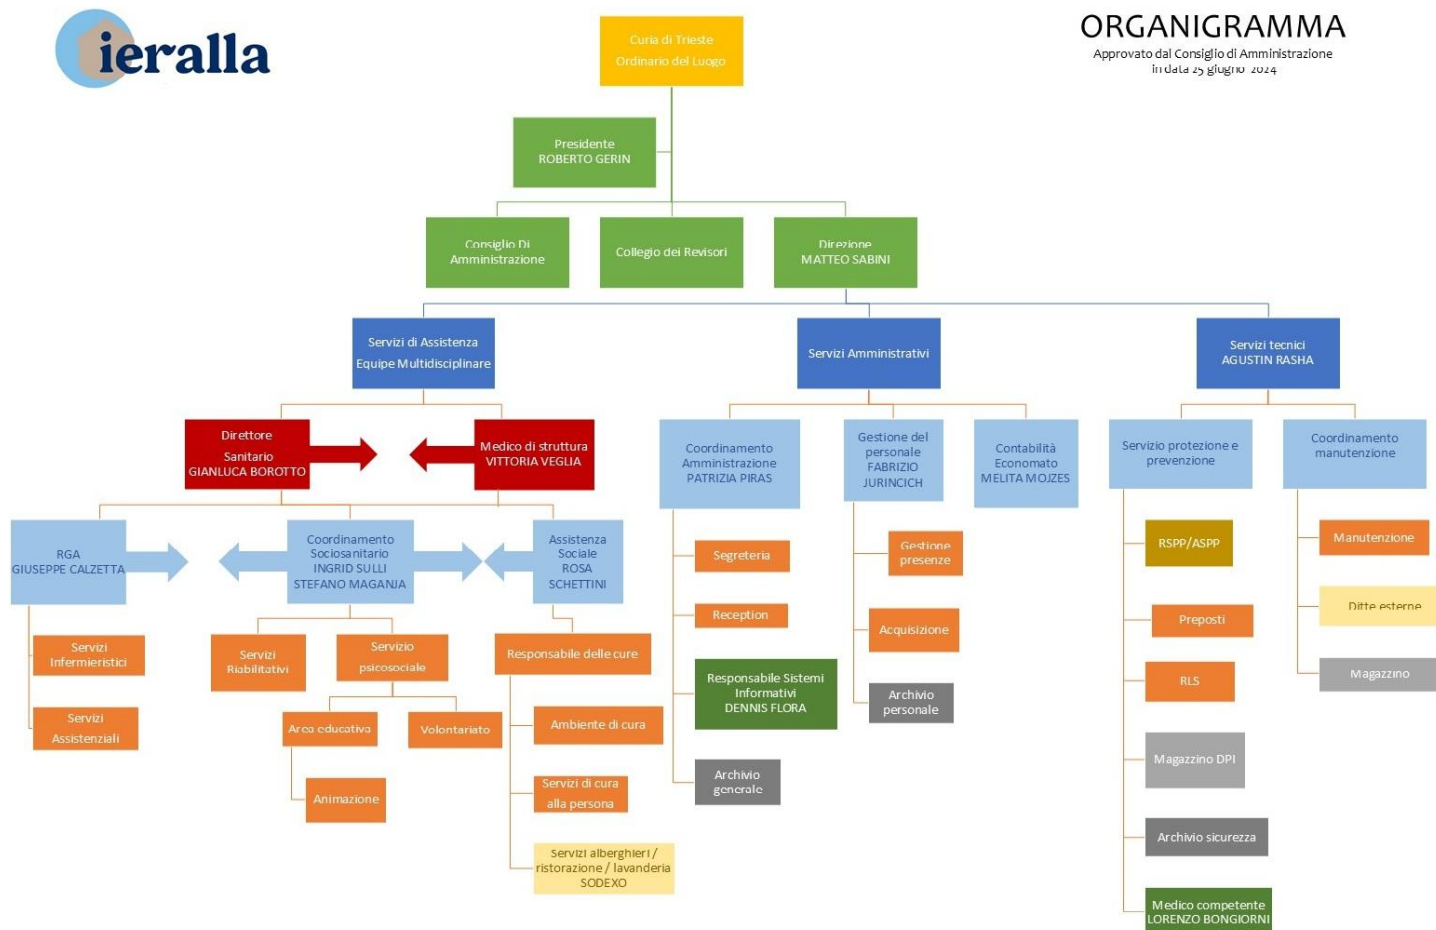 ieralla
ORGANIGRAMMA
Approvato dal Consiglio di Amministrazione
in data 25 giugno 2024
Curia di Trieste
Ordinario del Luogo
Presidente
ROBERTO GERIN
Consiglio Di
Amministrazione
Collegio dei Revisori
Direzione
MATTEO SABINI
Servizi di Assistenza
Equipe Multidisciplinare
Servizi Amministrativi
Servizi tecnici
AGUSTIN RASHA
Direttore
Sanitario
GIANLUCA BOROTTO
Medico di struttura
VITTORIA VEGLIA
Coordinamento
Amministrazione
PATRIZIA PIRAS
Gestione del
personale
FABRIZIO
JURINCICH
Contabilità
Economato
MELITA MOJZES
Servizio protezione e
prevenzione
Coordinamento
manutenzione
RGA
GIUSEPPE CALZETTA
Coordinamento
Sociosanitario
INGRID SULLI
STEFANO MAGANJA
Assistenza
Sociale
ROSA
SCHETTINI
Servizi
Infermieristici
Servizi
Assistenziali
Servizi
Riabilitativi
Servizio
psicosociale
Area educativa
Volontariato
Animazione
Responsabile delle cure
Ambiente di cura
Servizi di cura
alla persona
Servizi alberghieri /
ristorazione / lavanderia
SODEXO
Segreteria
Reception
Responsabile Sistemi
Informativi
DENNIS FLORA
Archivio
generale
Gestione
presenze
Acquisizione
Archivio
personale
RSPP/ASPP
Preposti
RLS
Magazzino DPI
Archivio sicurezza
Medico competente
LORENZO BONGIORNI
Manutenzione
Ditte esterne
Magazzino